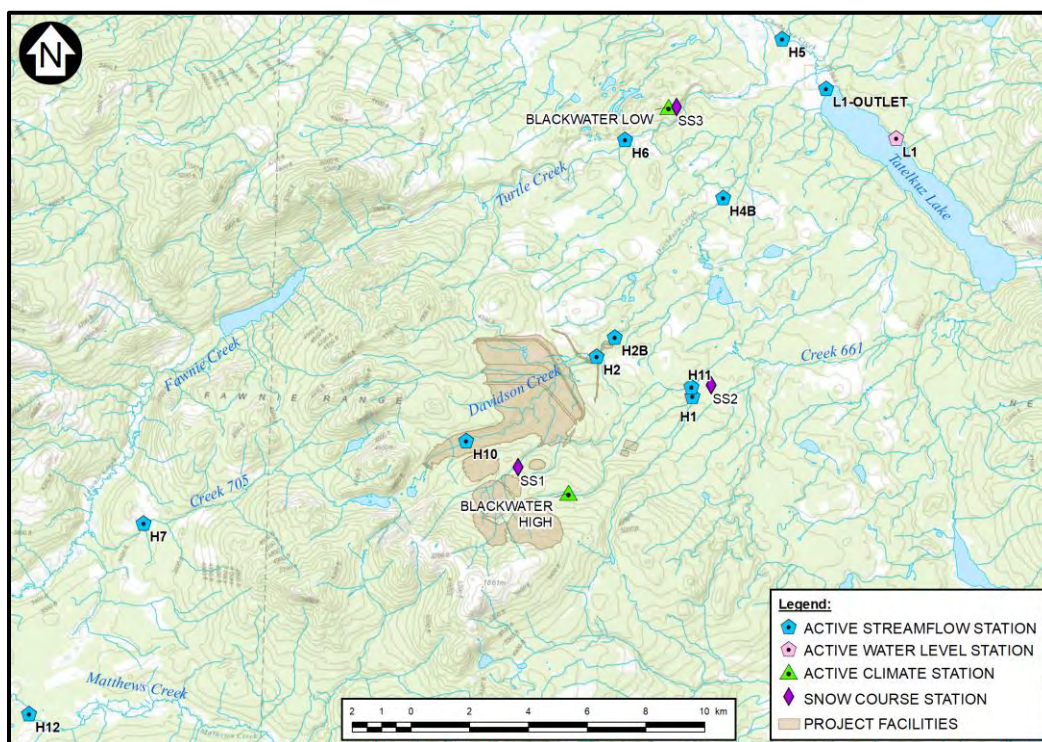 N
H5
L1-OUTLET
BLACKWATER LOW
SS3
H6
L1
Tatelkuz Lake
Turtle Creek
H4B
H2B
H2
Creek 661
H11
SS2
H1
Fawnie Creek
FAWNIE RANGE
Davidson Creek
H10
SS1
BLACKWATER
HIGH
Creek 705
H7
1861m
Matthews Creek
H12
Legend:
ACTIVE STREAMFLOW STATION
ACTIVE WATER LEVEL STATION
ACTIVE CLIMATE STATION
SNOW COURSE STATION
PROJECT FACILITIES
2 1 0 2 4 6 8 10 km